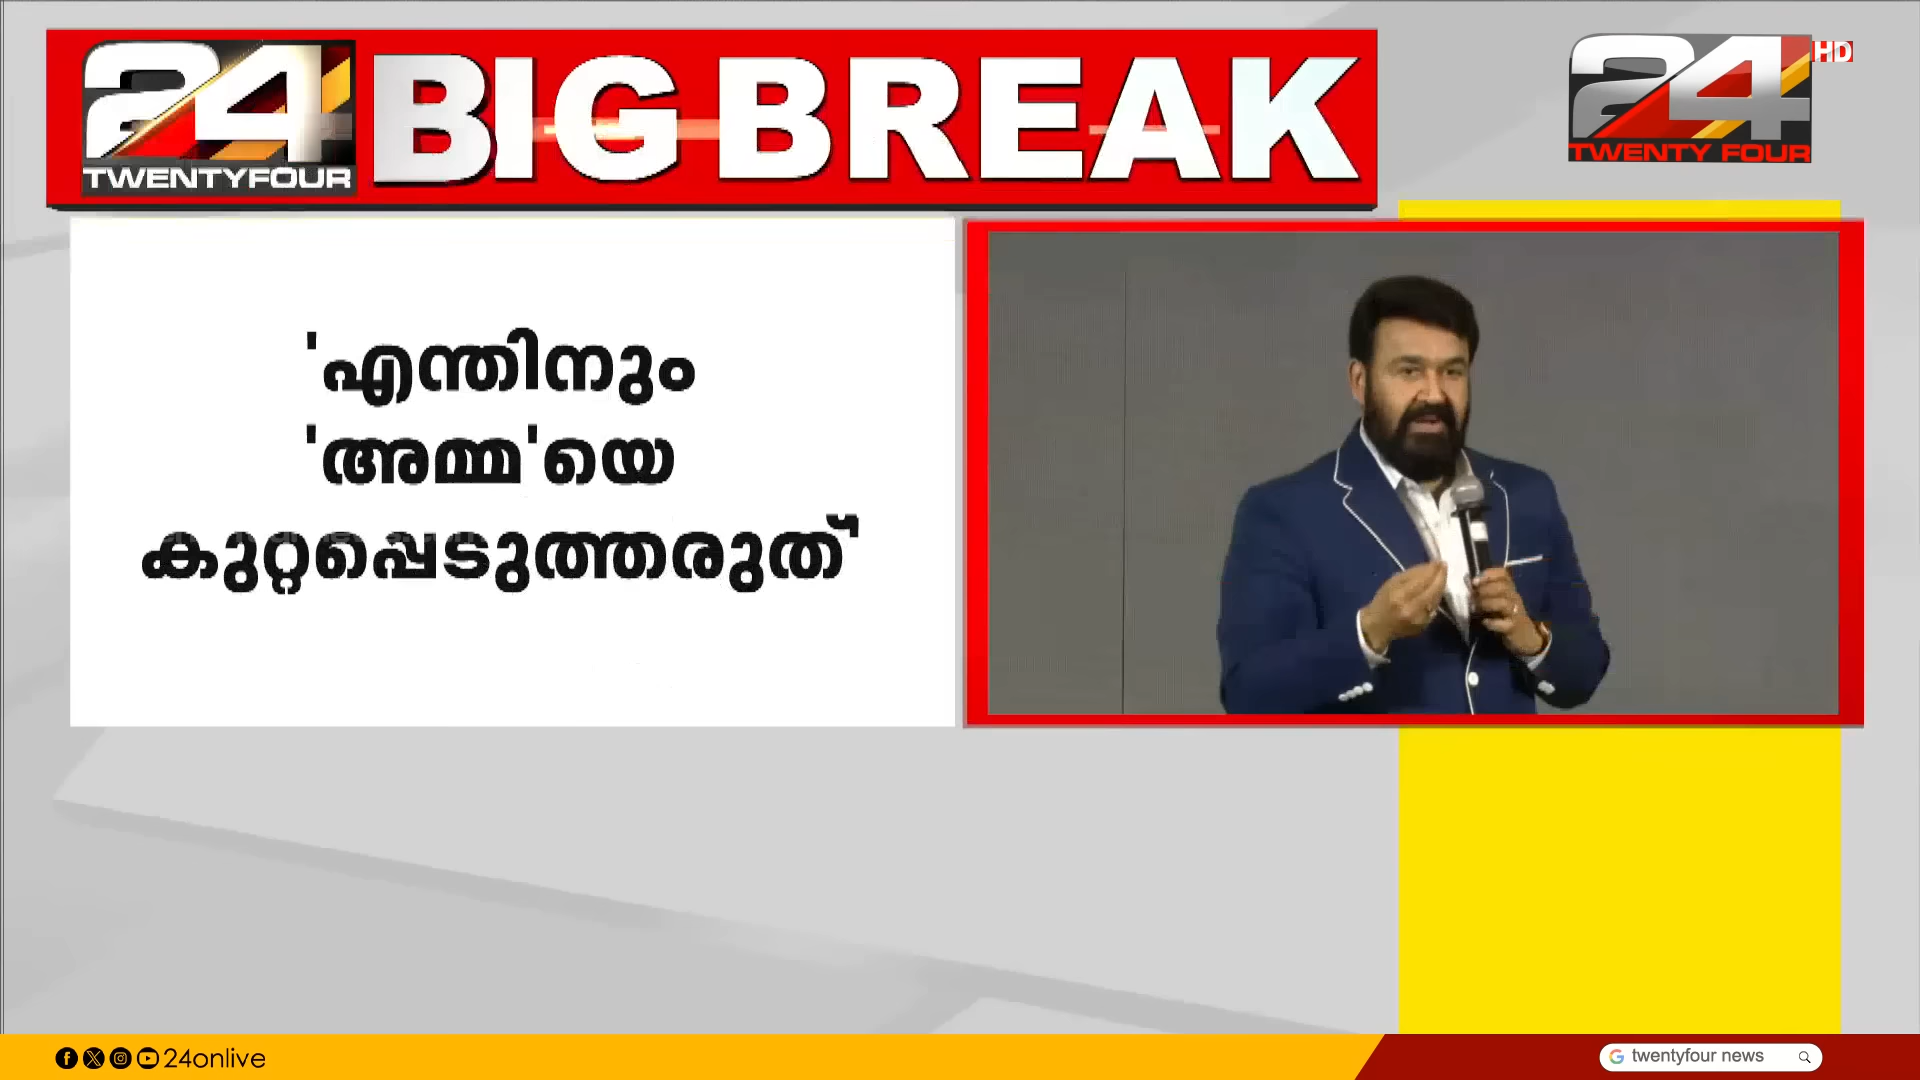 24
TWENTYFOUR
BIG BREAK
24
HD
TWENTY FOUR
'എന്തിനും
'അമ്മ'യെ
കുറ്റപ്പെടുത്തരുത്'
24onlive
twentyfour news